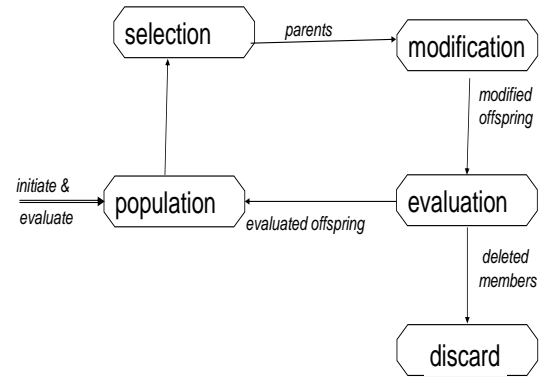 selection
parents
modification
modified
offspring
initiate &
evaluate
population
evaluated offspring
evaluation
deleted
members
discard